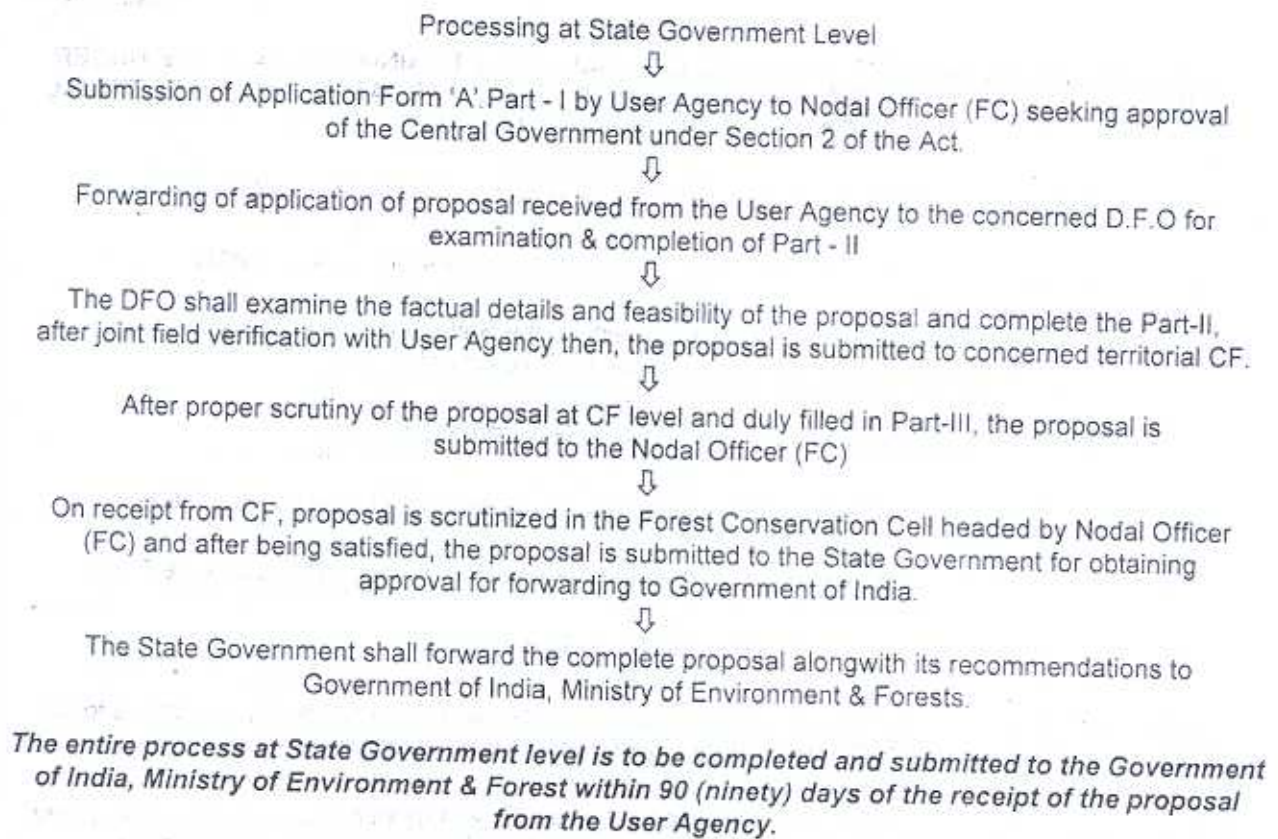 Processing at State Government Level
⇩
Submission of Application Form 'A' Part - I by User Agency to Nodal Officer (FC) seeking approval
of the Central Government under Section 2 of the Act.
⇩
Forwarding of application of proposal received from the User Agency to the concerned D.F.O for
examination & completion of Part - II
⇩
The DFO shall examine the factual details and feasibility of the proposal and complete the Part-II,
after joint field verification with User Agency then, the proposal is submitted to concerned territorial CF.
⇩
After proper scrutiny of the proposal at CF level and duly filled in Part-III, the proposal is
submitted to the Nodal Officer (FC)
⇩
On receipt from CF, proposal is scrutinized in the Forest Conservation Cell headed by Nodal Officer
(FC) and after being satisfied, the proposal is submitted to the State Government for obtaining
approval for forwarding to Government of India.
⇩
The State Government shall forward the complete proposal alongwith its recommendations to
Government of India, Ministry of Environment & Forests.
The entire process at State Government level is to be completed and submitted to the Government
of India, Ministry of Environment & Forest within 90 (ninety) days of the receipt of the proposal
from the User Agency.